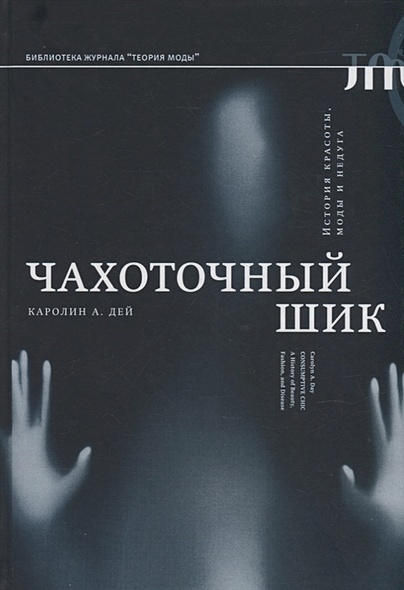 БИБЛИОТЕКА ЖУРНАЛА "ТЕОРИЯ МОДЫ"
История красоты,
моды и недуга
ЧАХОТОЧНЫЙ
КАРОЛИН А. ДЕЙ
ШИК
Carolyn A. Day
CONSUMPTIVE CHIC
A History of Beauty,
Fashion, and Disease